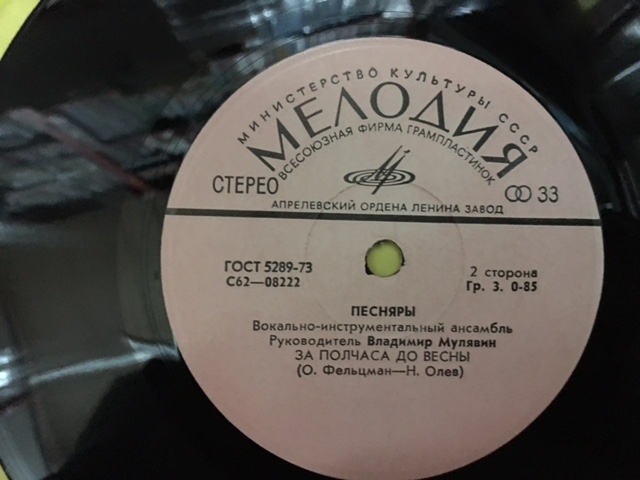 МИНИСТЕРСТВО КУЛЬТУРЫ СССР
МЕЛОДИЯ
ВСЕСОЮЗНАЯ ФИРМА ГРАМПЛАСТИНОК
СТЕРЕО
33
АПРЕЛЕВСКИЙ ОРДЕНА ЛЕНИНА ЗАВОД
ГОСТ 5289-73
С62—08222
2 сторона
Гр. 3. 0-85
ПЕСНЯРЫ
Вокально-инструментальный ансамбль
Руководитель Владимир Мулявин
ЗА ПОЛЧАСА ДО ВЕСНЫ
(О. Фельцман—Н. Олев)